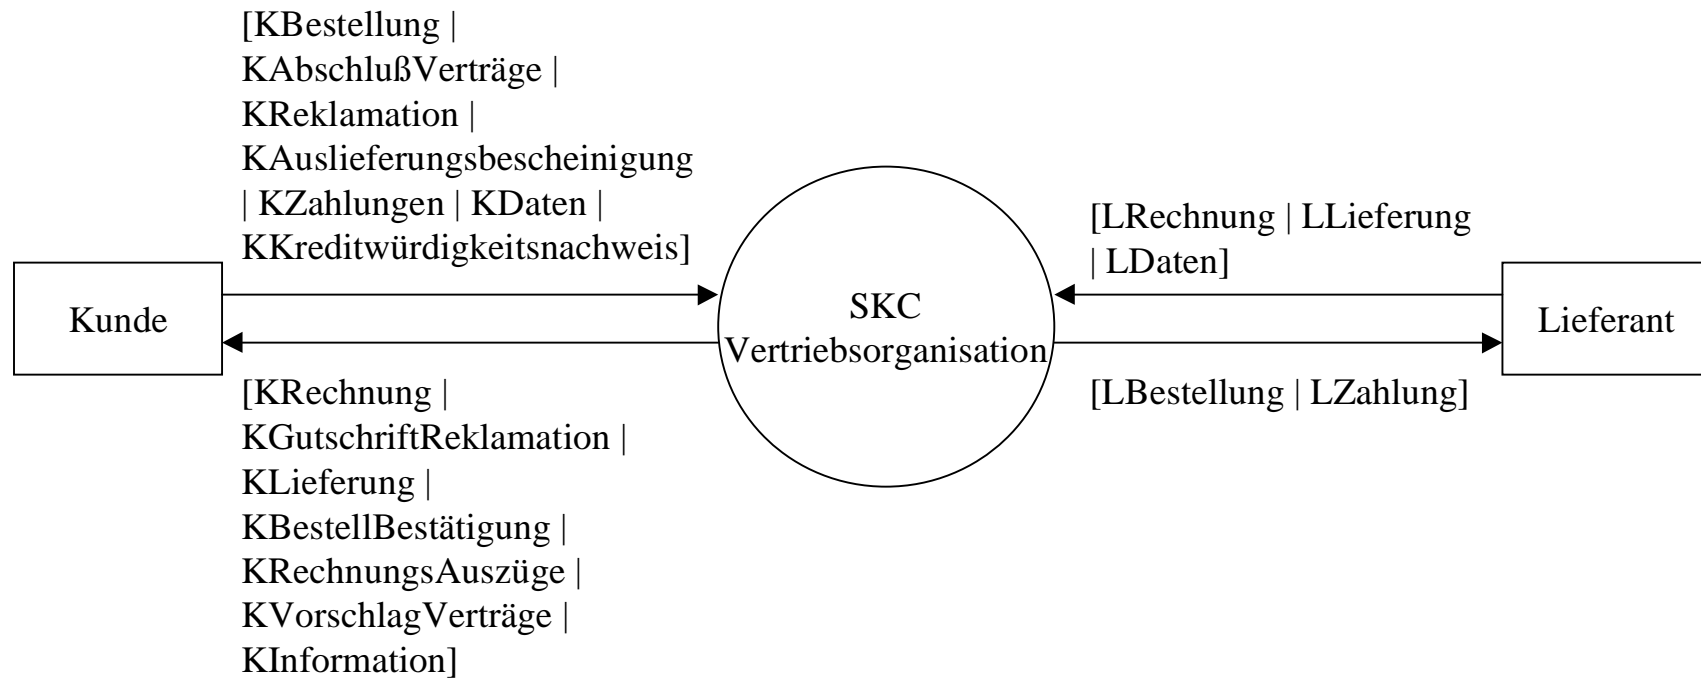 [KBestellung |
KAbschlußVerträge |
KReklamation |
KAuslieferungsbescheinigung
| KZahlungen | KDaten |
KKreditwürdigkeitsnachweis]
[LRechnung | LLieferung
| LDaten]
Kunde
SKC
Vertriebsorganisation
Lieferant
[KRechnung |
KGutschriftReklamation |
KLieferung |
KBestellBestätigung |
KRechnungsAuszüge |
KVorschlagVerträge |
KInformation]
[LBestellung | LZahlung]